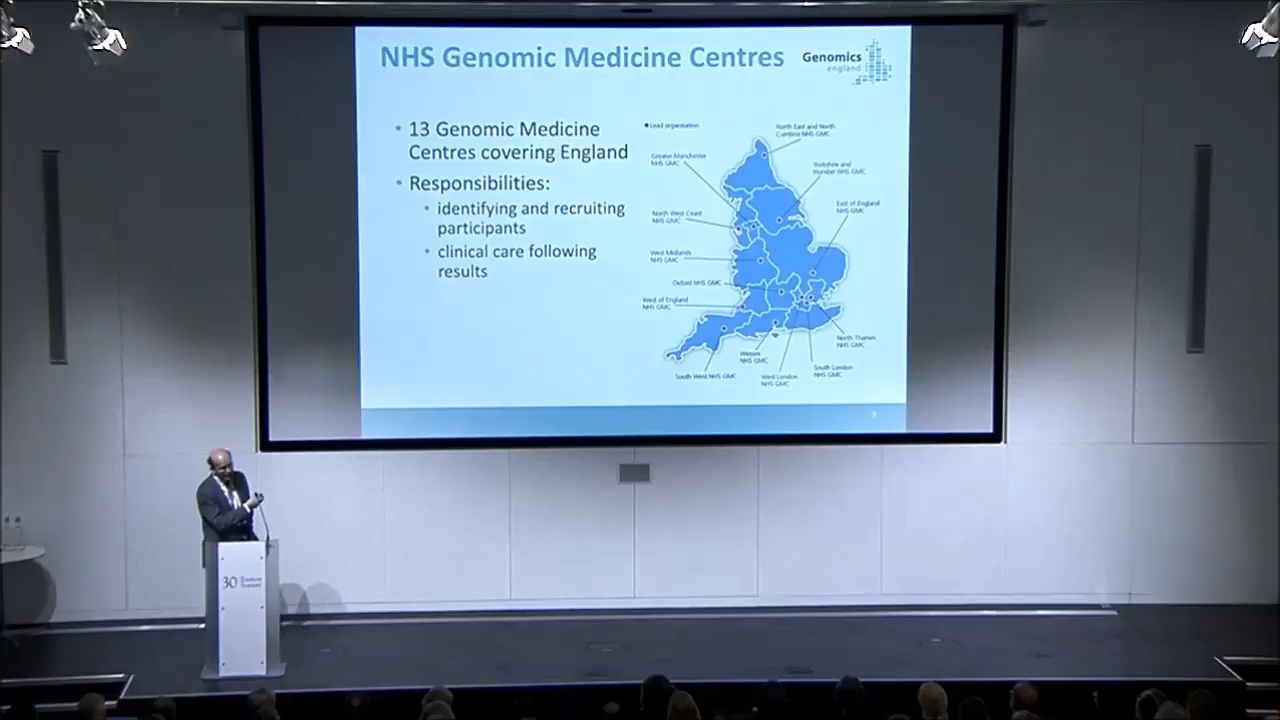 NHS Genomic Medicine Centres
Genomics
england
• 13 Genomic Medicine
Centres covering England
• Responsibilities:
• identifying and recruiting
participants
• clinical care following
results
Lead organisation
North East and North
Cumbria NHS GMC
Greater Manchester
NHS GMC
Yorkshire and
Humber NHS GMC
East of England
NHS GMC
North West Coast
NHS GMC
West Midlands
NHS GMC
Oxford NHS GMC
West of England
NHS GMC
North Thames
NHS GMC
Wessex
NHS GMC
South London
NHS GMC
South West NHS GMC
West London
NHS GMC
30